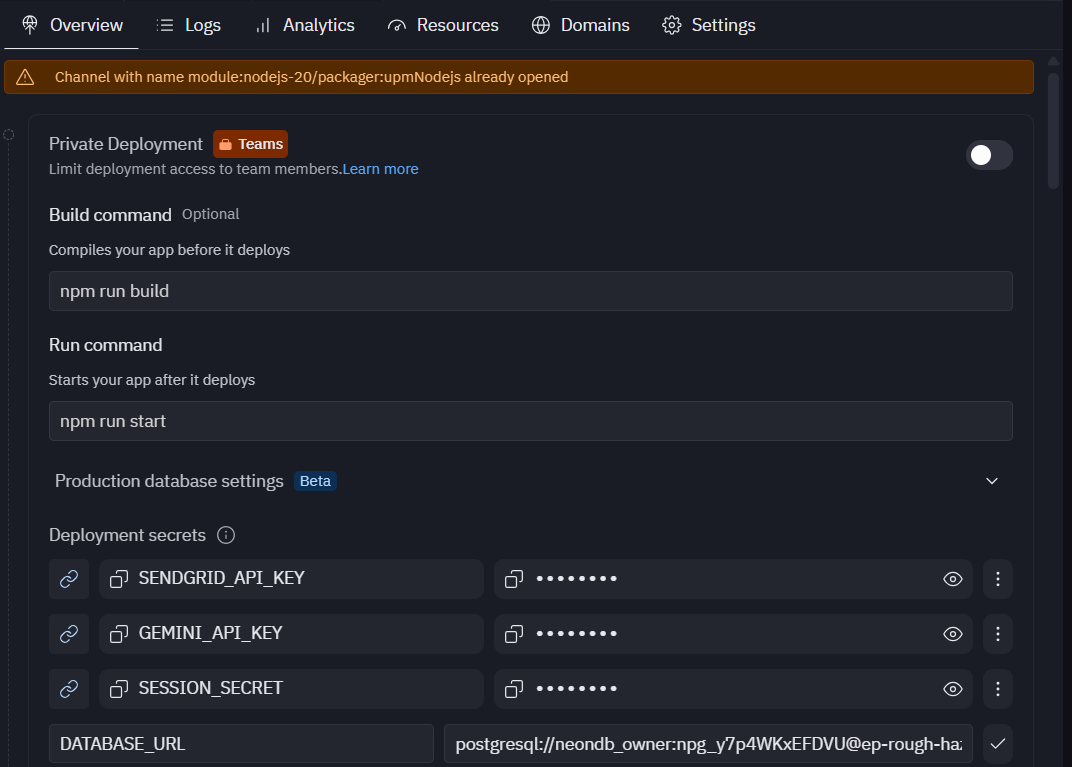 Overview Logs Analytics Resources Domains Settings
Channel with name module:nodejs-20/packager:upmNodejs already opened
Private Deployment Teams
Limit deployment access to team members.Learn more
Build command Optional
Compiles your app before it deploys
npm run build
Run command
Starts your app after it deploys
npm run start
Production database settings Beta
Deployment secrets
SENDGRID_API_KEY ••••••••
GEMINI_API_KEY ••••••••
SESSION_SECRET ••••••••
DATABASE_URL postgresql://neondb_owner:npg_y7p4WKxEFDVU@ep-rough-haz